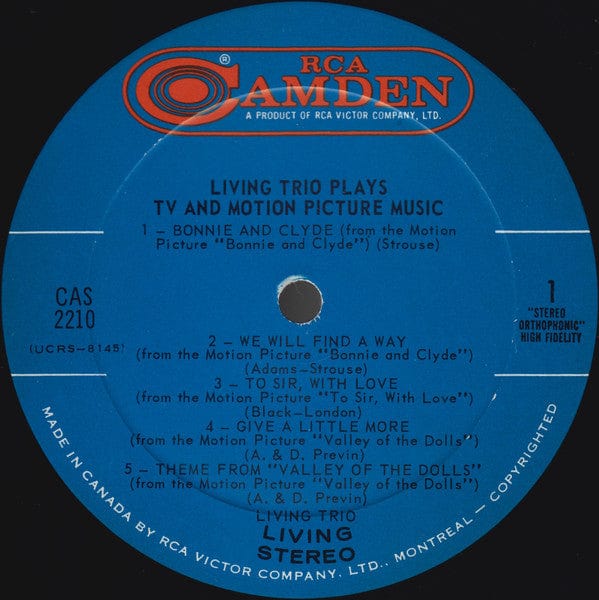 ®
RCA
CAMDEN
A PRODUCT OF RCA VICTOR COMPANY, LTD.
LIVING TRIO PLAYS
TV AND MOTION PICTURE MUSIC
1 – BONNIE AND CLYDE (from the Motion
Picture "Bonnie and Clyde") (Strouse)
CAS
2210
(UCRS-8145)
1
"STEREO
ORTHOPHONIC"
HIGH FIDELITY
2 – WE WILL FIND A WAY
(from the Motion Picture "Bonnie and Clyde")
(Adams-Strouse)
3 – TO SIR, WITH LOVE
(from the Motion Picture "To Sir, With Love")
(Black-London)
4 – GIVE A LITTLE MORE
(from the Motion Picture "Valley of the Dolls")
(A. & D. Previn)
5 – THEME FROM "VALLEY OF THE DOLLS"
(from the Motion Picture "Valley of the Dolls")
(A. & D. Previn)
LIVING TRIO
LIVING
STEREO
MADE IN CANADA BY RCA VICTOR COMPANY, LTD., MONTREAL – COPYRIGHTED